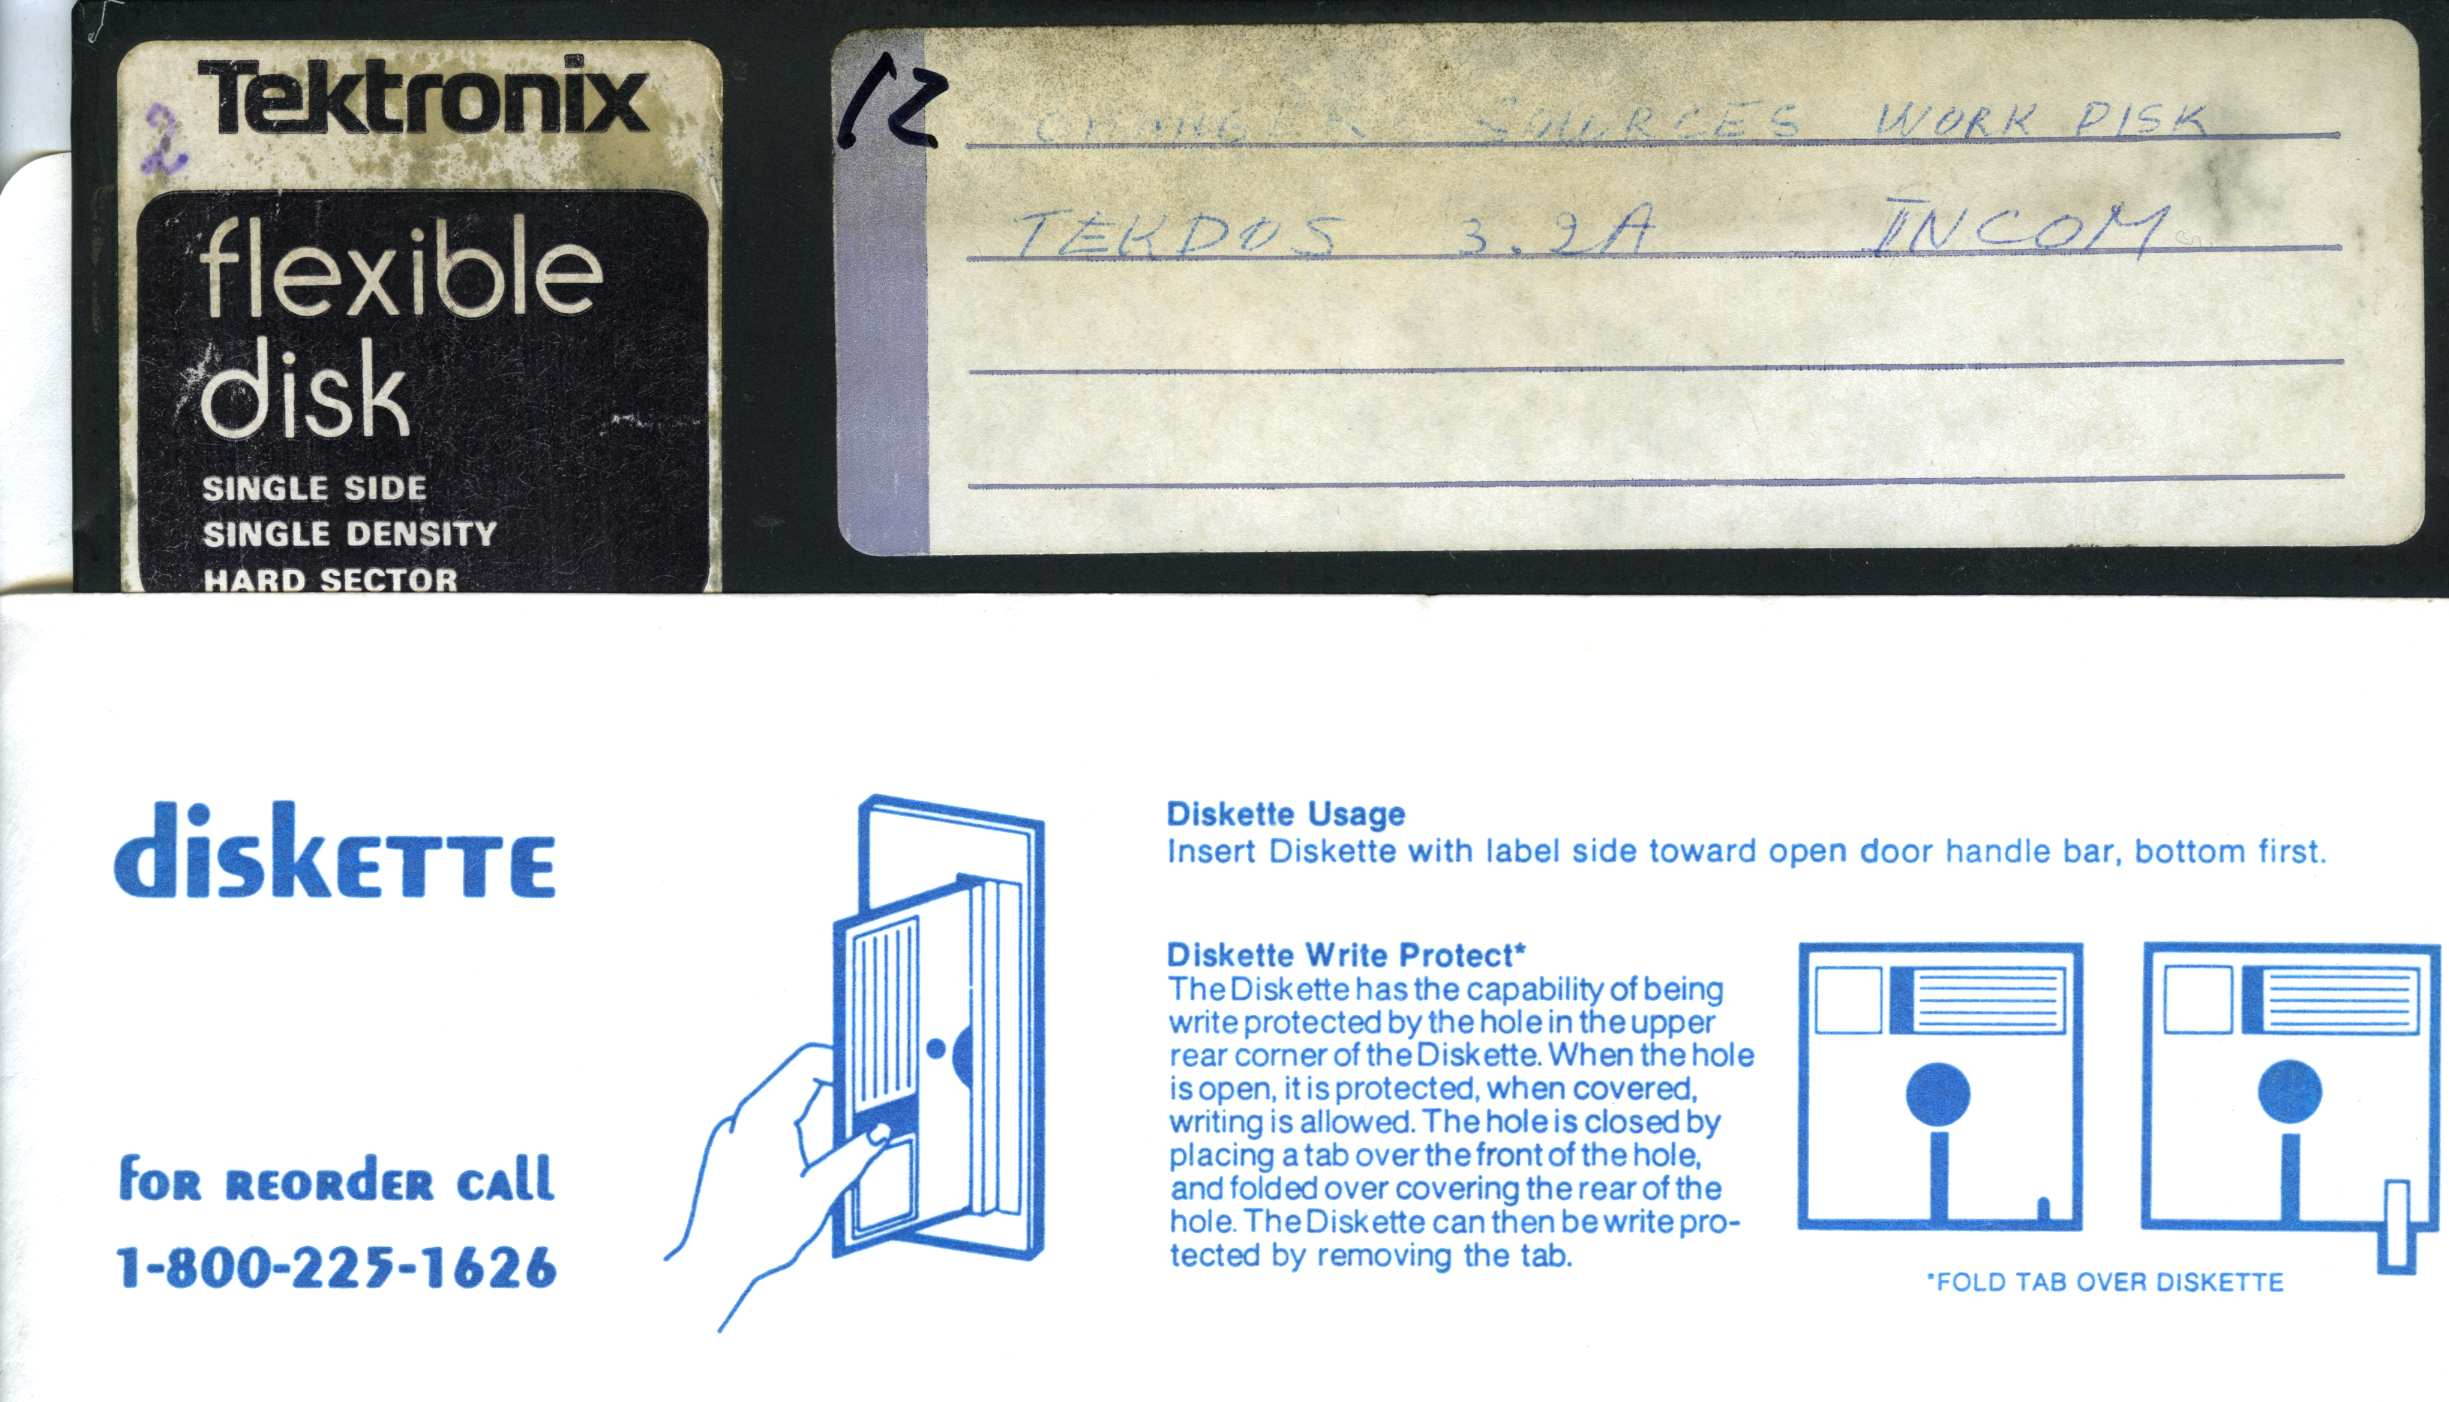 Tektronix
2
flexible
disk
SINGLE SIDE
SINGLE DENSITY
HARD SECTOR
12
SOURCES WORK DISK
TEKDOS 3.2A INCOM
diskETTE
FOR REORdER CAll
1-800-225-1626
Diskette Usage
Insert Diskette with label side toward open door handle bar, bottom first.
Diskette Write Protect*
The Diskette has the capability of being
write protected by the hole in the upper
rear corner of the Diskette. When the hole
is open, it is protected, when covered,
writing is allowed. The hole is closed by
placing a tab over the front of the hole,
and folded over covering the rear of the
hole. The Diskette can then be write pro-
tected by removing the tab.
*FOLD TAB OVER DISKETTE